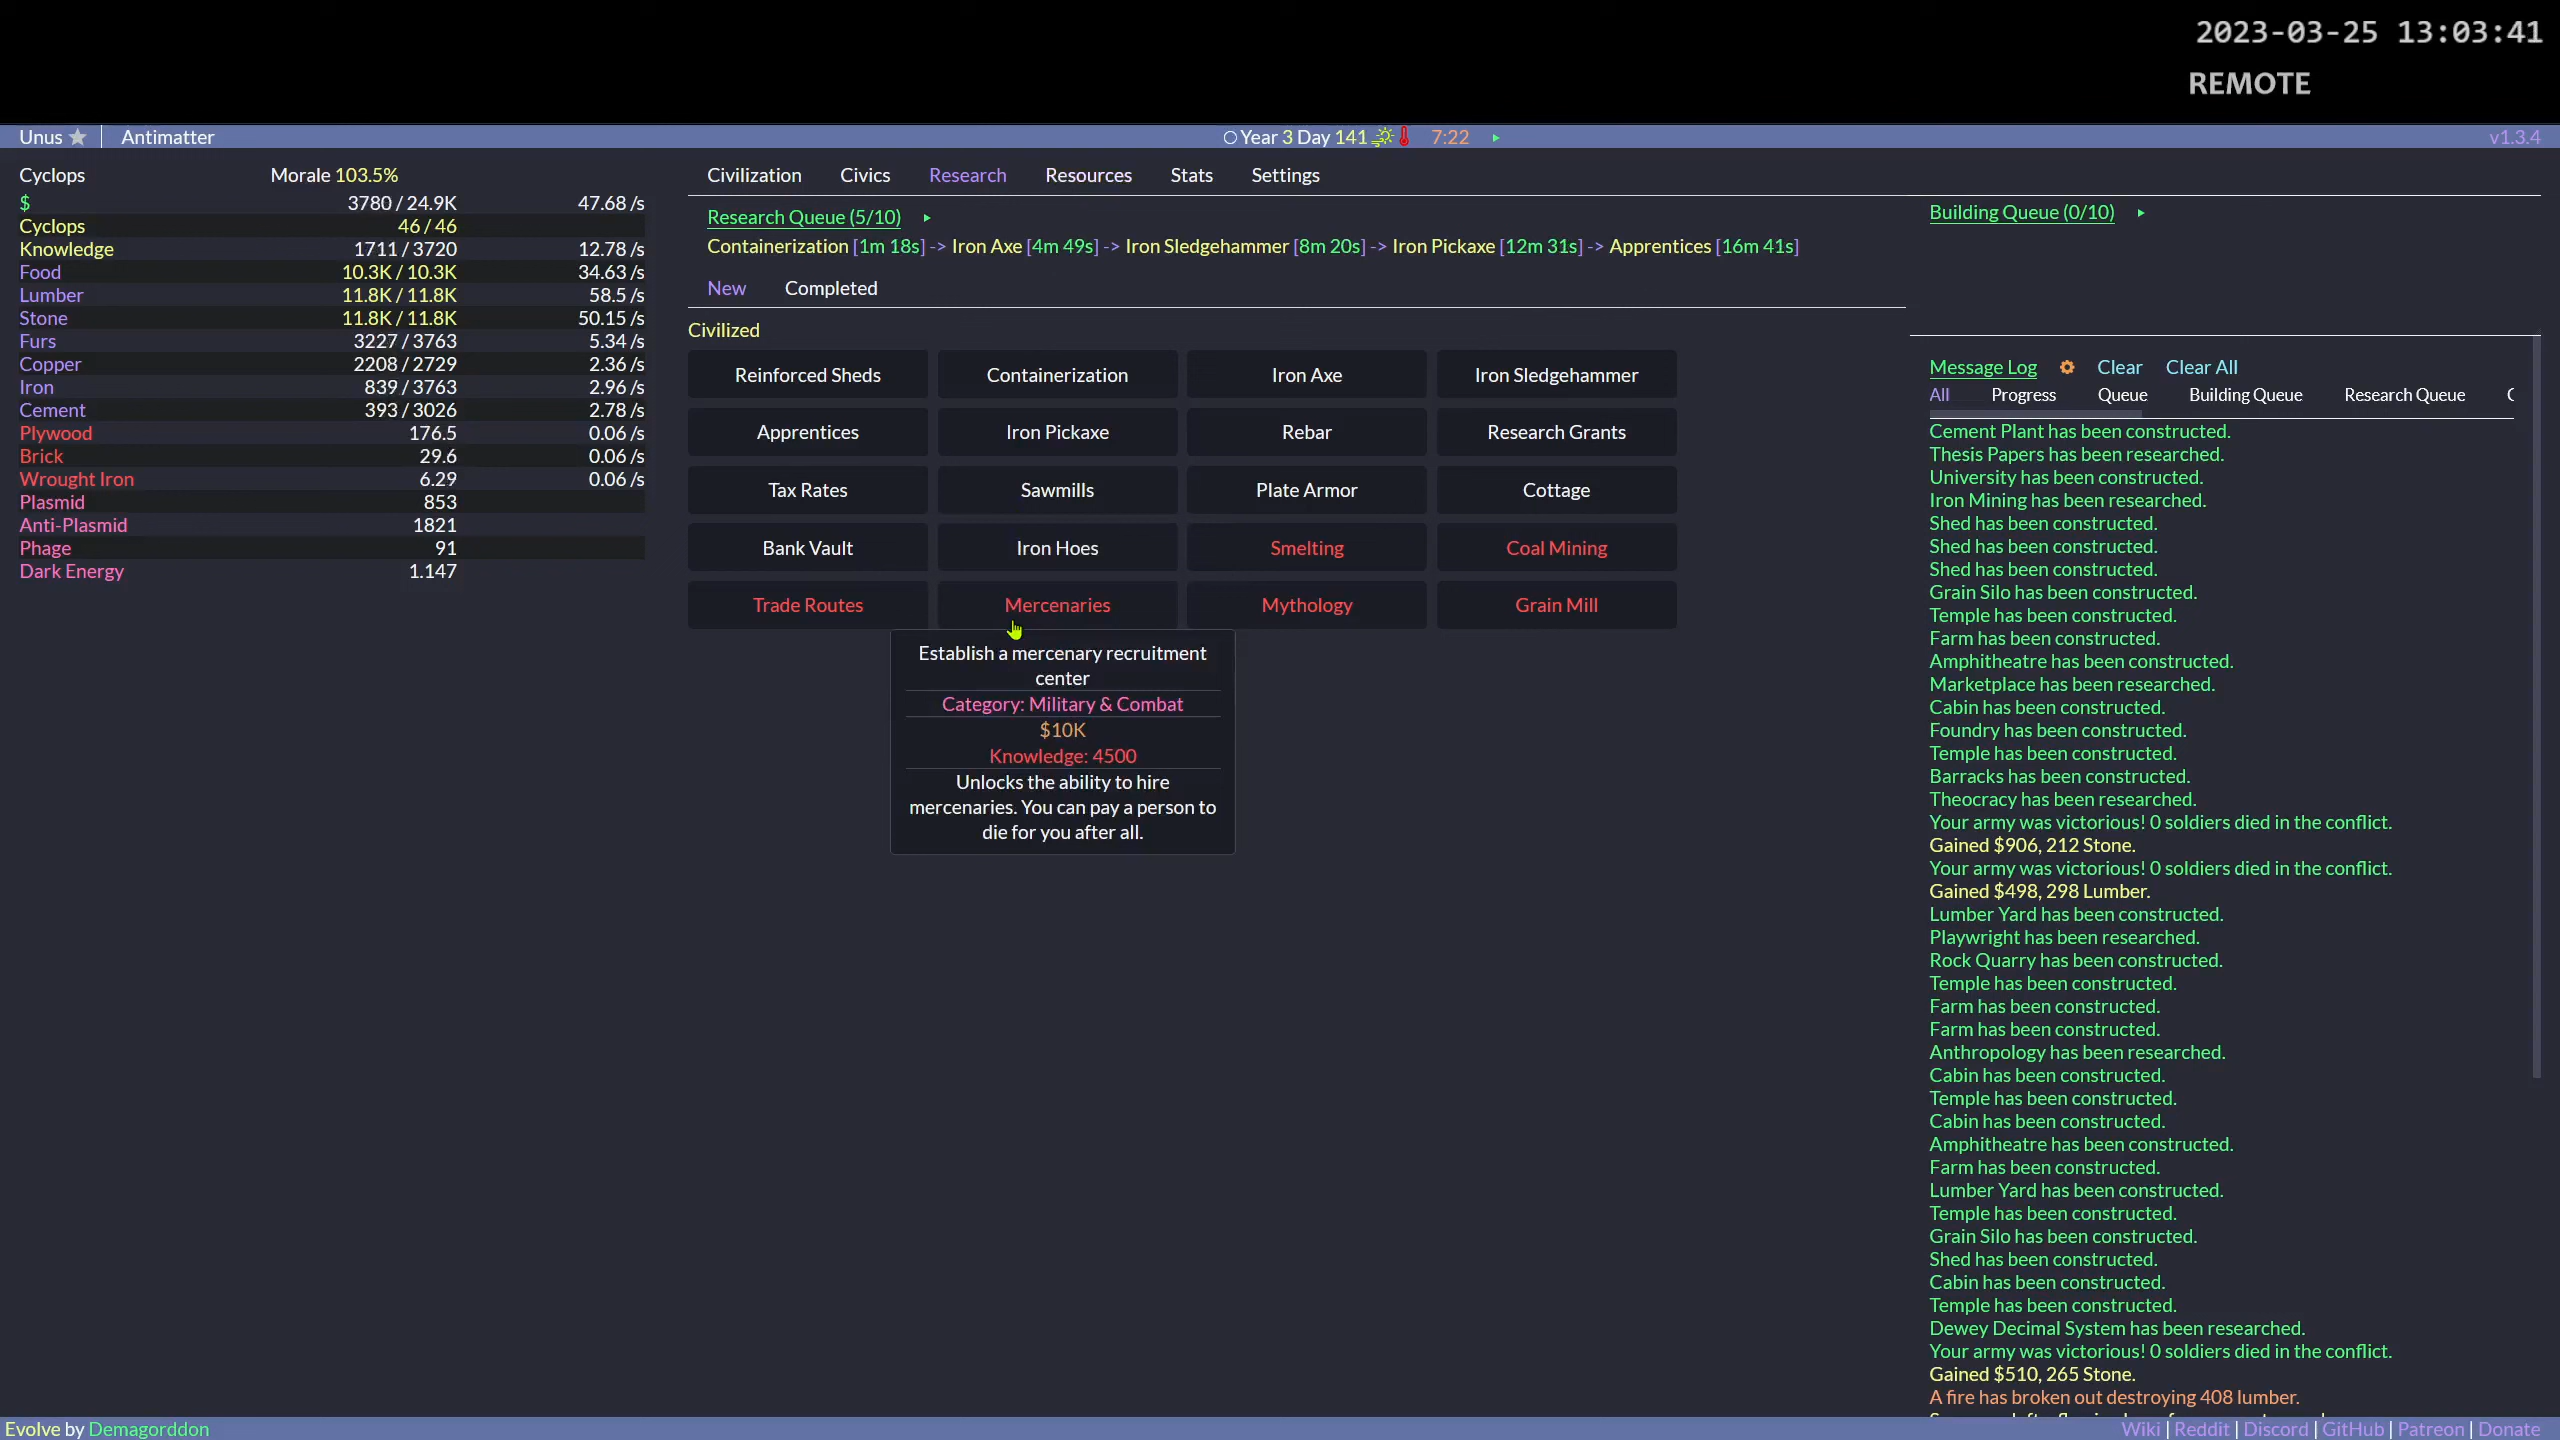 2023-03-25 13:03:41
REMOTE
Unus Antimatter Year 3 Day 141 7:22 v1.3.4
Cyclops Morale 103.5%
$ 3780 / 24.9K 47.68 /s
Cyclops 46 / 46
Knowledge 1711 / 3720 12.78 /s
Food 10.3K / 10.3K 34.63 /s
Lumber 11.8K / 11.8K 58.5 /s
Stone 11.8K / 11.8K 50.15 /s
Furs 3227 / 3763 5.34 /s
Copper 2208 / 2729 2.36 /s
Iron 839 / 3763 2.96 /s
Cement 393 / 3026 2.78 /s
Plywood 176.5 0.06 /s
Brick 29.6 0.06 /s
Wrought Iron 6.29 0.06 /s
Plasmid 853
Anti-Plasmid 1821
Phage 91
Dark Energy 1.147
Civilization Civics Research Resources Stats Settings
Research Queue (5/10)
Containerization [1m 18s] -> Iron Axe [4m 49s] -> Iron Sledgehammer [8m 20s] -> Iron Pickaxe [12m 31s] -> Apprentices [16m 41s]
New Completed
Civilized
Reinforced Sheds Containerization Iron Axe Iron Sledgehammer
Apprentices Iron Pickaxe Rebar Research Grants
Tax Rates Sawmills Plate Armor Cottage
Bank Vault Iron Hoes Smelting Coal Mining
Trade Routes Mercenaries Mythology Grain Mill
Establish a mercenary recruitment
center
Category: Military & Combat
$10K
Knowledge: 4500
Unlocks the ability to hire
mercenaries. You can pay a person to
die for you after all.
Building Queue (0/10)
Message Log Clear Clear All
All Progress Queue Building Queue Research Queue
Cement Plant has been constructed.
Thesis Papers has been researched.
University has been constructed.
Iron Mining has been researched.
Shed has been constructed.
Shed has been constructed.
Shed has been constructed.
Grain Silo has been constructed.
Temple has been constructed.
Farm has been constructed.
Amphitheatre has been constructed.
Marketplace has been researched.
Cabin has been constructed.
Foundry has been constructed.
Temple has been constructed.
Barracks has been constructed.
Theocracy has been researched.
Your army was victorious! 0 soldiers died in the conflict.
Gained $906, 212 Stone.
Your army was victorious! 0 soldiers died in the conflict.
Gained $498, 298 Lumber.
Lumber Yard has been constructed.
Playwright has been researched.
Rock Quarry has been constructed.
Temple has been constructed.
Farm has been constructed.
Farm has been constructed.
Anthropology has been researched.
Cabin has been constructed.
Temple has been constructed.
Cabin has been constructed.
Amphitheatre has been constructed.
Farm has been constructed.
Lumber Yard has been constructed.
Temple has been constructed.
Grain Silo has been constructed.
Shed has been constructed.
Cabin has been constructed.
Temple has been constructed.
Dewey Decimal System has been researched.
Your army was victorious! 0 soldiers died in the conflict.
Gained $510, 265 Stone.
A fire has broken out destroying 408 lumber.
Evolve by Demagorddon
Wiki | Reddit | Discord | GitHub | Patreon | Donate